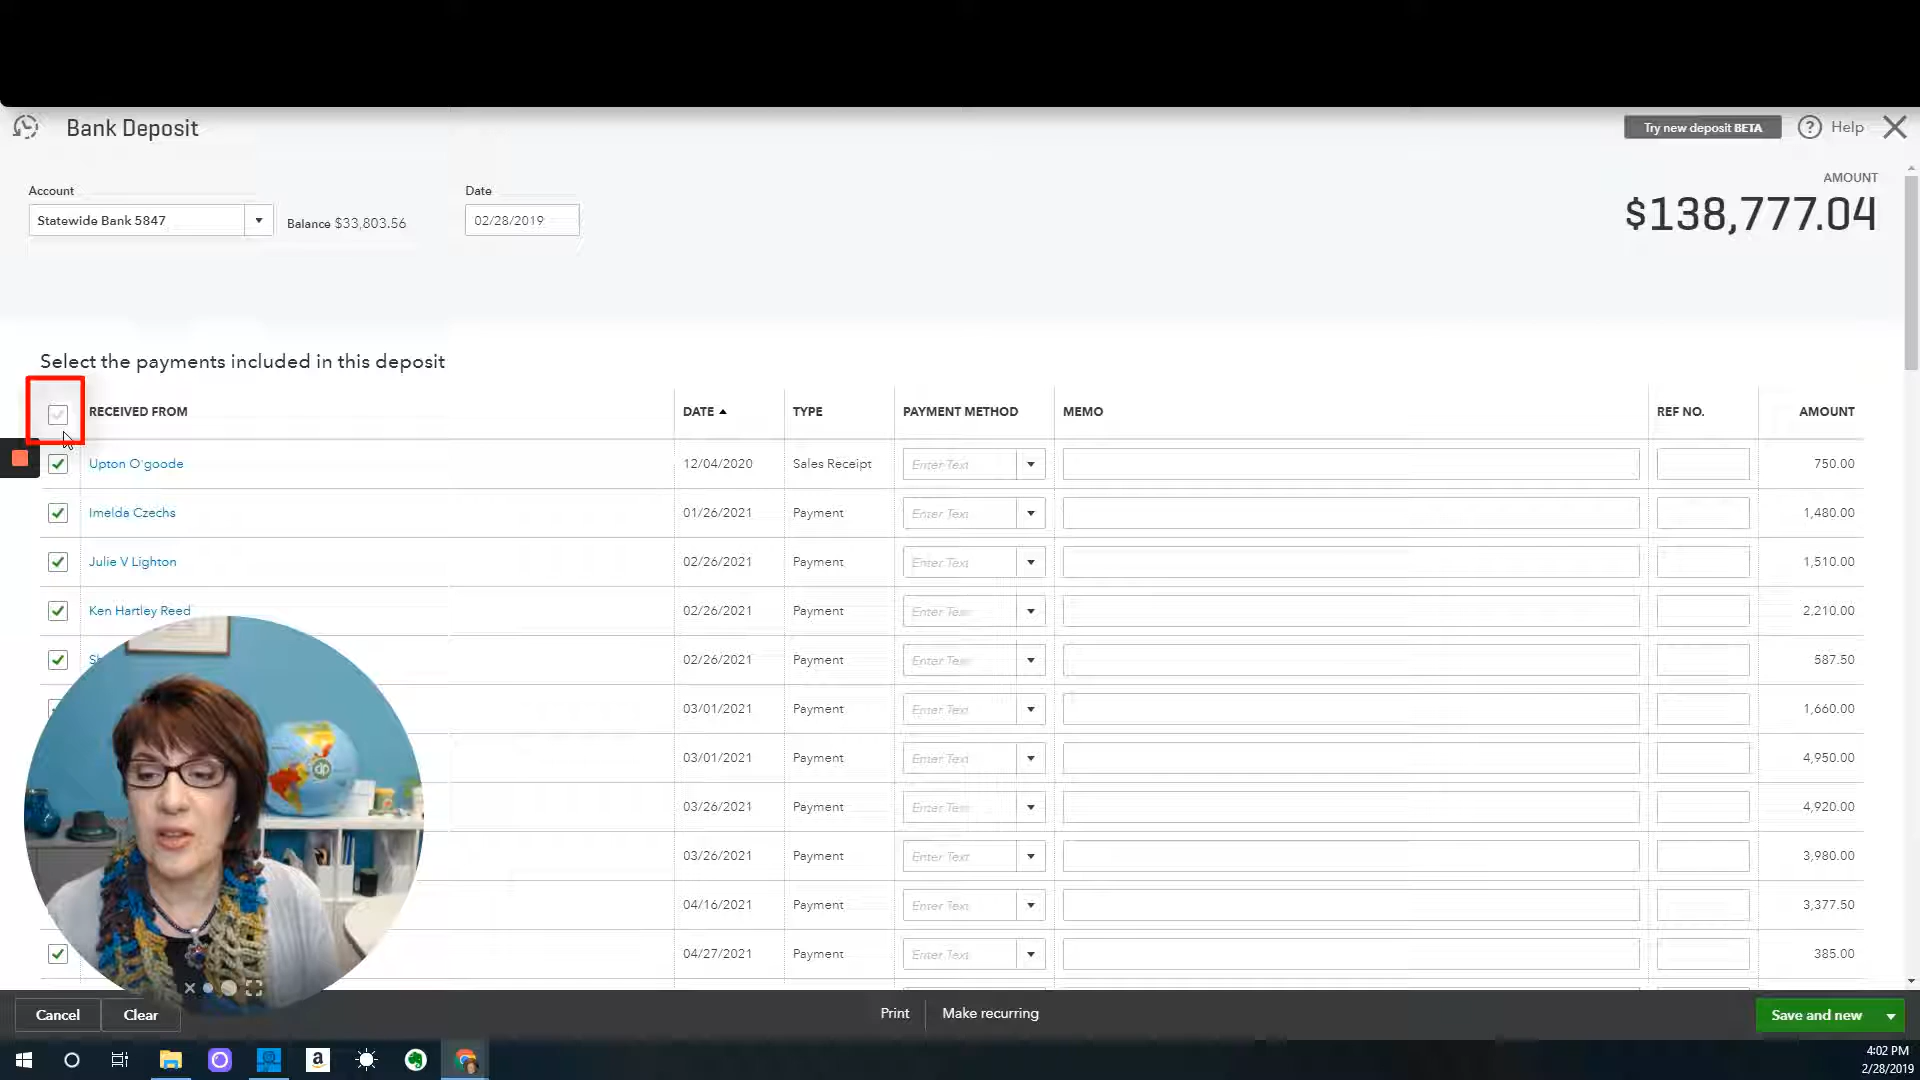 Bank Deposit
Try new deposit BETA
? Help
Account
Date
AMOUNT
Statewide Bank 5847
Balance $33,803.56
02/28/2019
$138,777.04
Select the payments included in this deposit
RECEIVED FROM DATE TYPE PAYMENT METHOD MEMO REF NO. AMOUNT
Upton O'goode 12/04/2020 Sales Receipt Enter Text 750.00
Imelda Czechs 01/26/2021 Payment Enter Text 1,480.00
Julie V Lighton 02/26/2021 Payment Enter Text 1,510.00
Ken Hartley Reed 02/26/2021 Payment Enter Text 2,210.00
02/26/2021 Payment Enter Text 587.50
03/01/2021 Payment Enter Text 1,660.00
03/01/2021 Payment Enter Text 4,950.00
03/26/2021 Payment Enter Text 4,920.00
03/26/2021 Payment Enter Text 3,980.00
04/16/2021 Payment Enter Text 3,377.50
04/27/2021 Payment Enter Text 385.00
Cancel Clear Print Make recurring Save and new
4:02 PM
2/28/2019